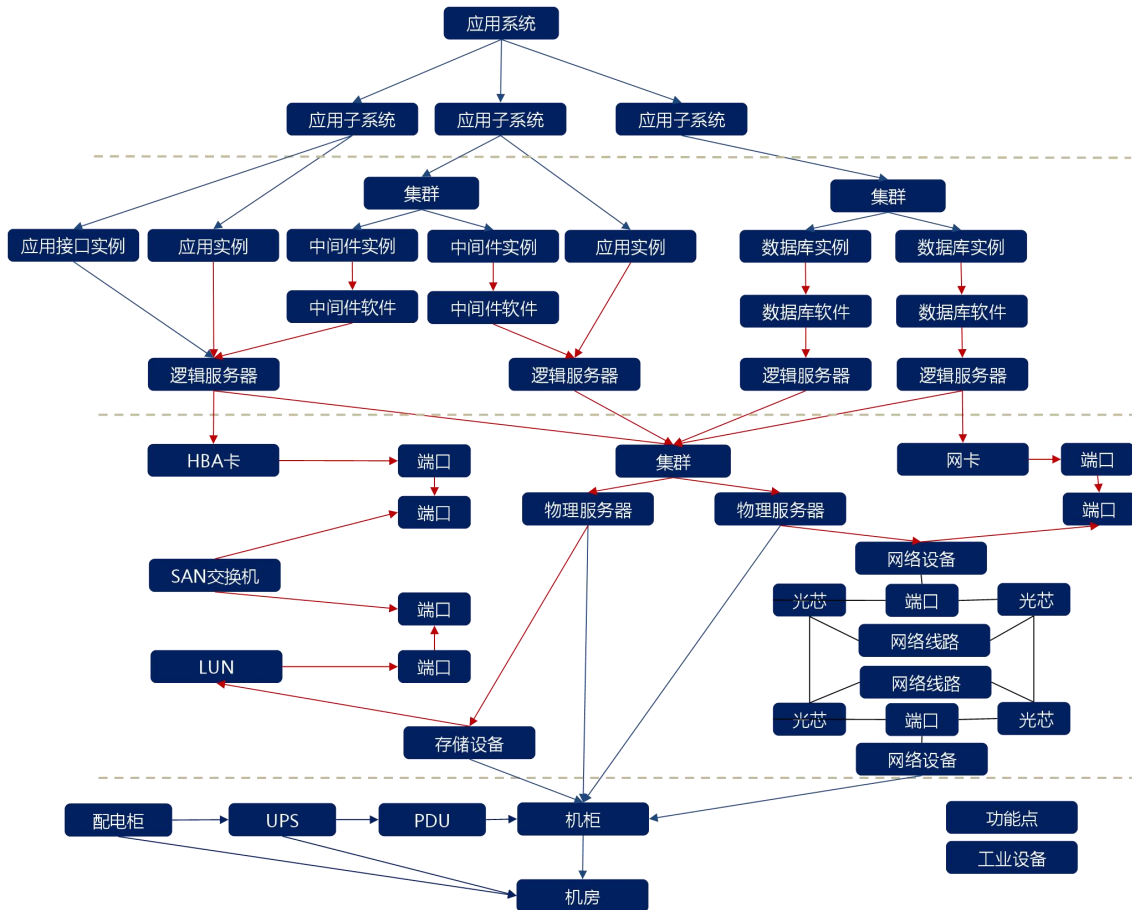 应用系统
应用子系统
应用子系统
应用子系统
集群
集群
应用接口实例
应用实例
中间件实例
中间件实例
应用实例
数据库实例
数据库实例
中间件软件
中间件软件
数据库软件
数据库软件
逻辑服务器
逻辑服务器
逻辑服务器
逻辑服务器
HBA卡
端口
集群
网卡
端口
端口
物理服务器
物理服务器
端口
网络设备
SAN交换机
端口
光芯
端口
光芯
网络线路
LUN
端口
网络线路
光芯
端口
光芯
存储设备
网络设备
配电柜
UPS
PDU
机柜
功能点
工业设备
机房